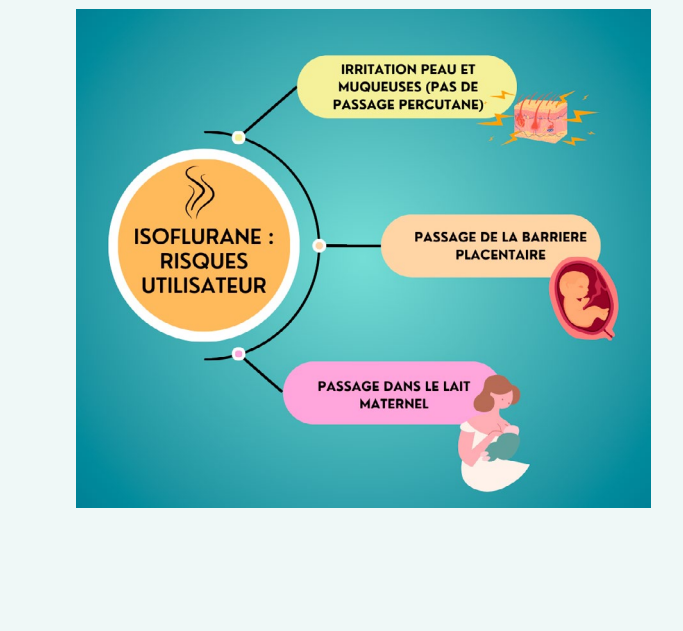 ISOFLURANE :
RISQUES
UTILISATEUR
IRRITATION PEAU ET
MUQUEUSES (PAS DE
PASSAGE PERCUTANE)
PASSAGE DE LA BARRIERE
PLACENTAIRE
PASSAGE DANS LE LAIT
MATERNEL